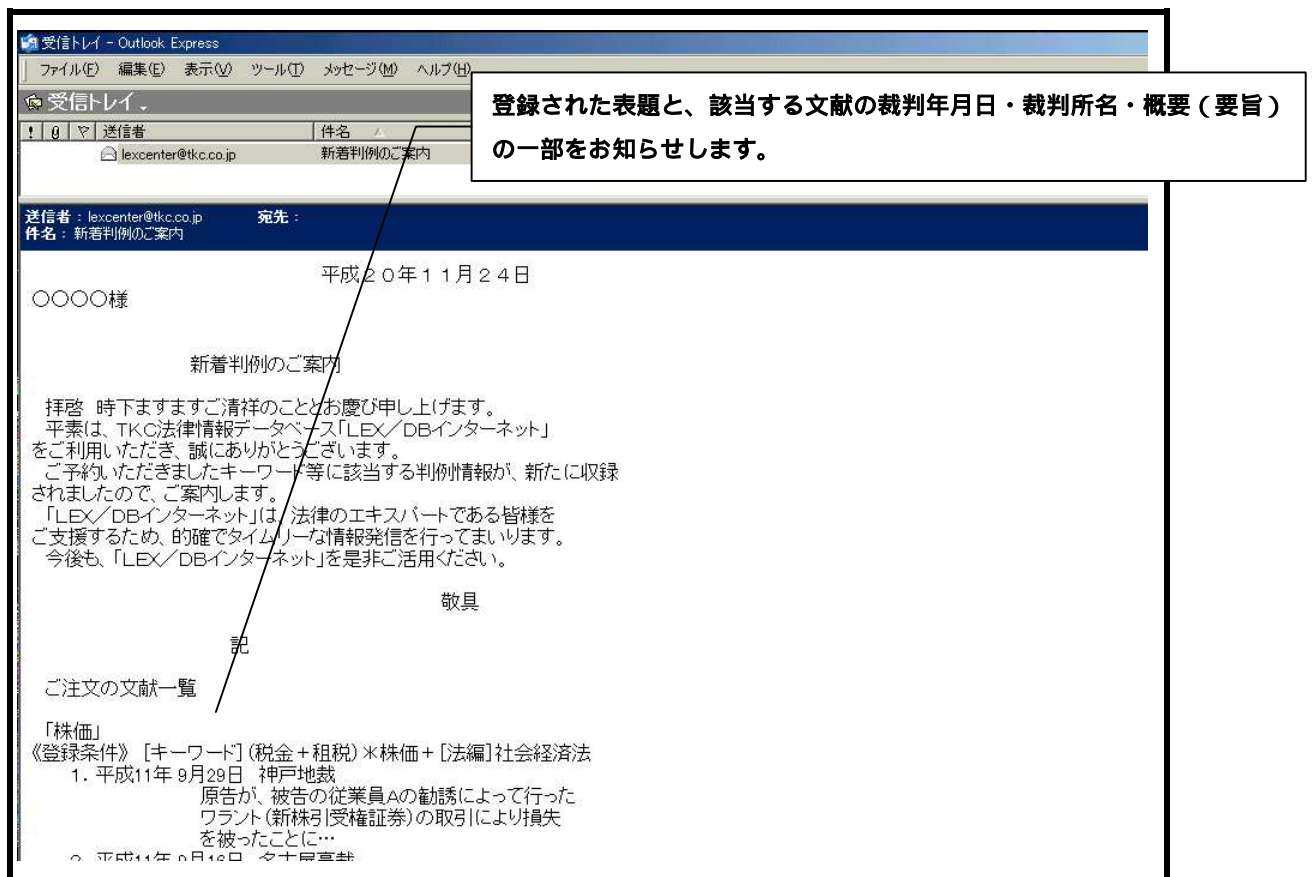 受信トレイ - Outlook Express
ファイル(F) 編集(E) 表示(V) ツール(T) メッセージ(M) ヘルプ(H)
受信トレイ
登録された表題と、該当する文献の裁判年月日・裁判所名・概要(要旨)
の一部をお知らせします。
! 送信者 件名
lexcenter@tkc.co.jp 新着判例のご案内
送信者: lexcenter@tkc.co.jp 宛先:
件名: 新着判例のご案内
平成20年11月24日
○○○○様
新着判例のご案内
拝啓 時下ますますご清祥のこととお慶び申し上げます。
平素は、TKC法律情報データベース「LEX/DBインターネット」
をご利用いただき、誠にありがとうございます。
ご予約いただきましたキーワード等に該当する判例情報が、新たに収録
されましたので、ご案内します。
「LEX/DBインターネット」は、法律のエキスパートである皆様を
ご支援するため、的確でタイムリーな情報発信を行ってまいります。
今後も、「LEX/DBインターネット」を是非ご活用ください。
敬具
記
ご注文の文献一覧
「株価」
《登録条件》 [キーワード](税金+租税)*株価+[法編]社会経済法
1. 平成11年 9月29日 神戸地裁
原告が、被告の従業員Aの勧誘によって行った
ワラント(新株引受権証券)の取引により損失
を被ったことに…
2. 平成11年 9月16日 名古屋高裁